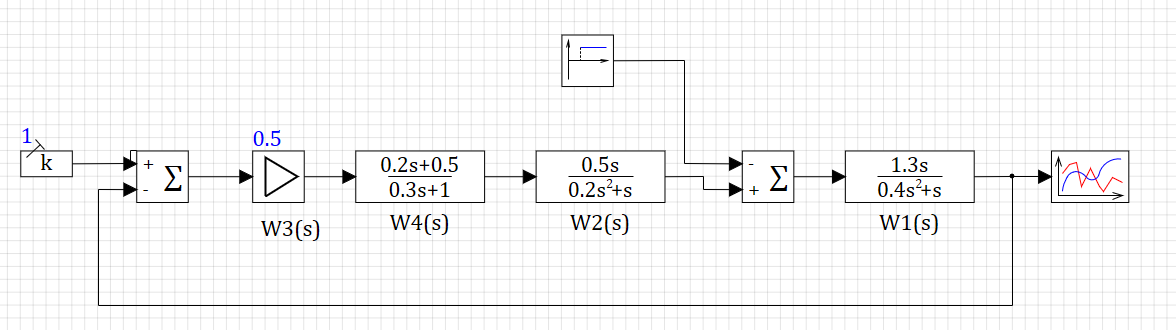 1
k
+
-
Σ
0.5
W3(s)
0.2s+0.5
0.3s+1
W4(s)
0.5s
0.2s²+s
W2(s)
-
+
Σ
1.3s
0.4s²+s
W1(s)